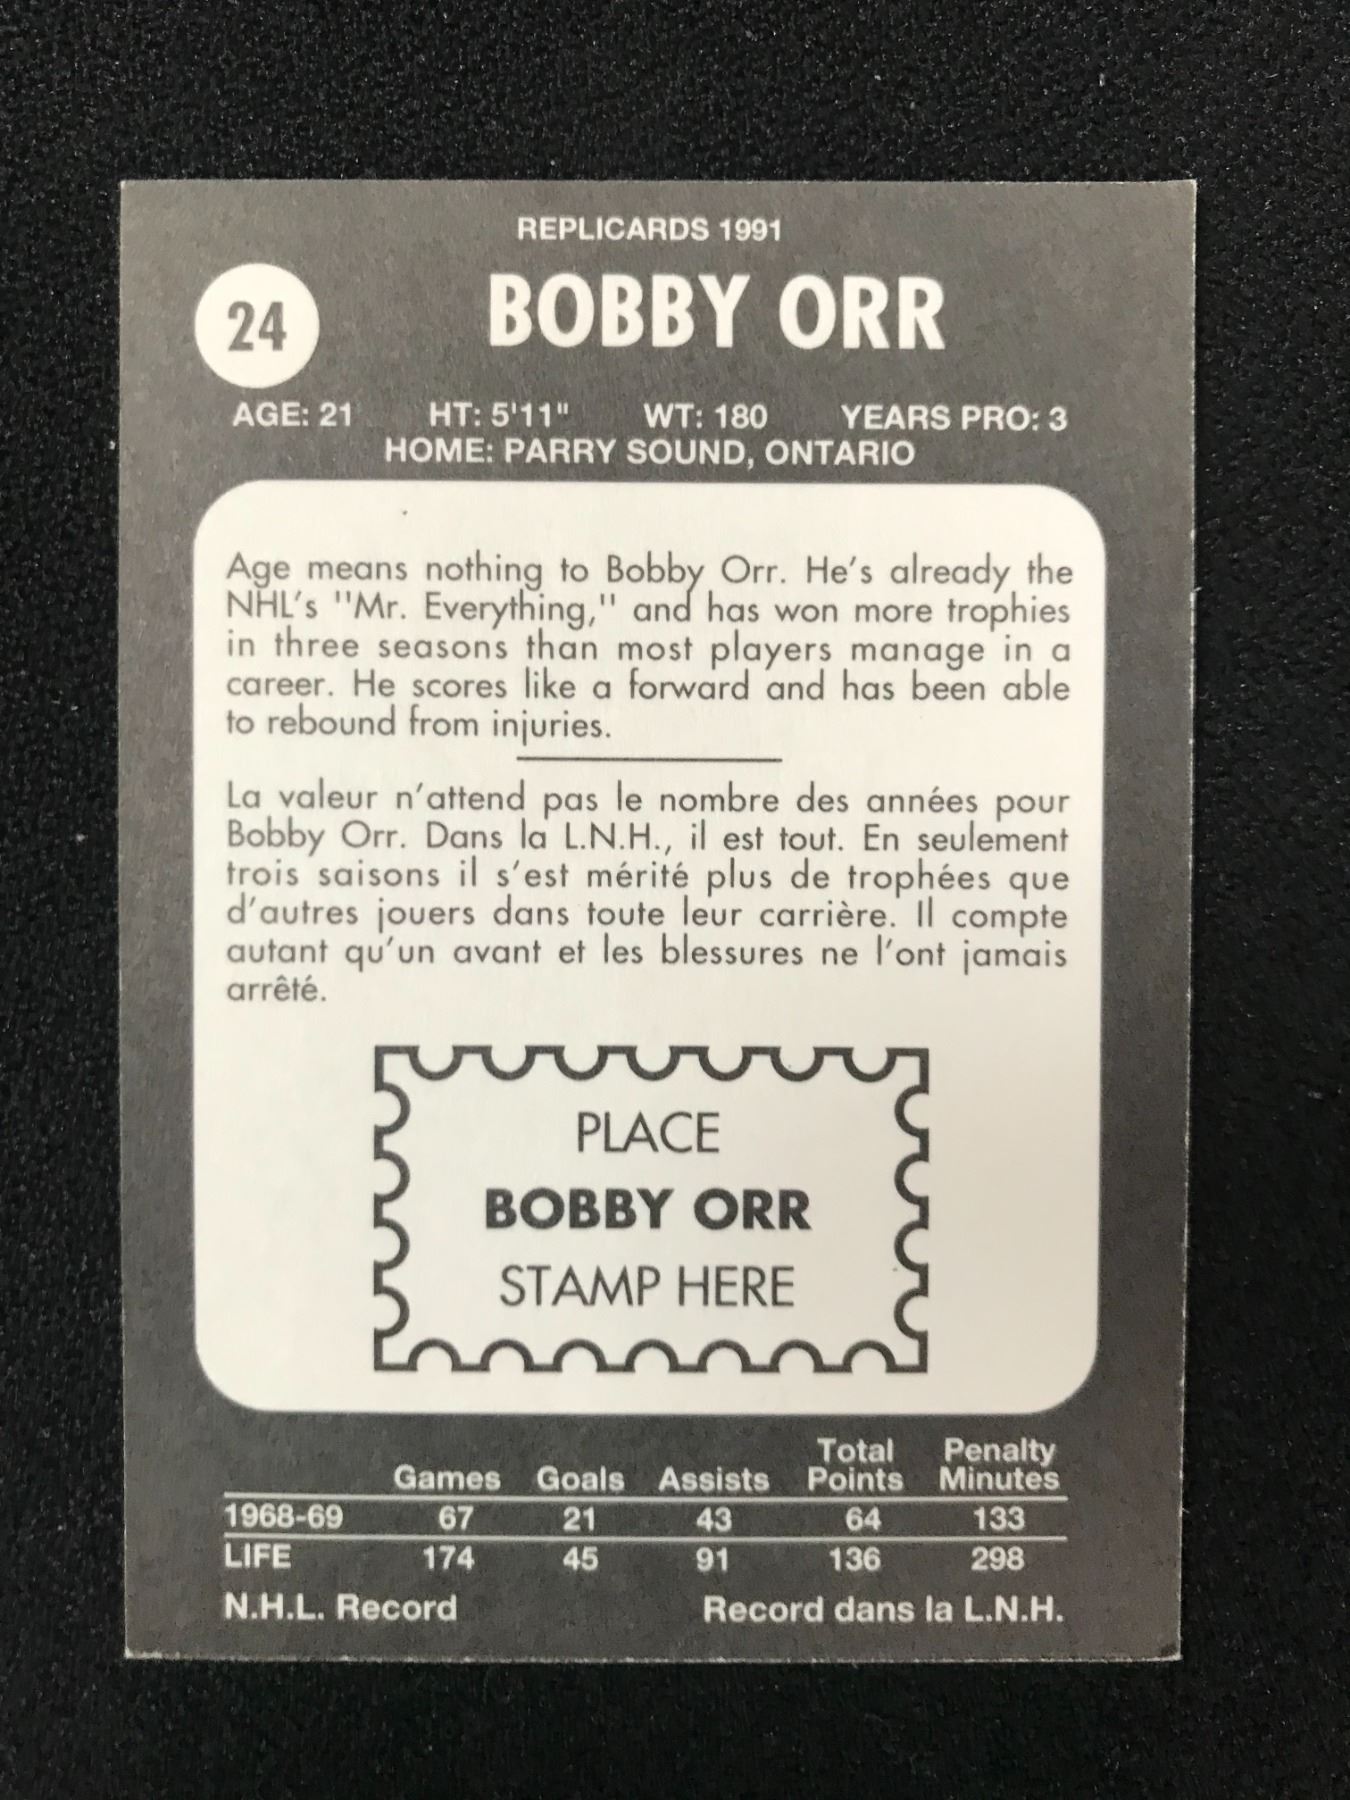 REPLICARDS 1991
24
BOBBY ORR
AGE: 21 HT: 5'11" WT: 180 YEARS PRO: 3
HOME: PARRY SOUND, ONTARIO
Age means nothing to Bobby Orr. He's already the
NHL's "Mr. Everything," and has won more trophies
in three seasons than most players manage in a
career. He scores like a forward and has been able
to rebound from injuries.
La valeur n'attend pas le nombre des années pour
Bobby Orr. Dans la L.N.H., il est tout. En seulement
trois saisons il s'est mérité plus de trophées que
d'autres jouers dans toute leur carrière. Il compte
autant qu'un avant et les blessures ne l'ont jamais
arrêté.
PLACE
BOBBY ORR
STAMP HERE
Games Goals Assists Total Points Penalty Minutes
1968-69 67 21 43 64 133
LIFE 174 45 91 136 298
N.H.L. Record Record dans la L.N.H.